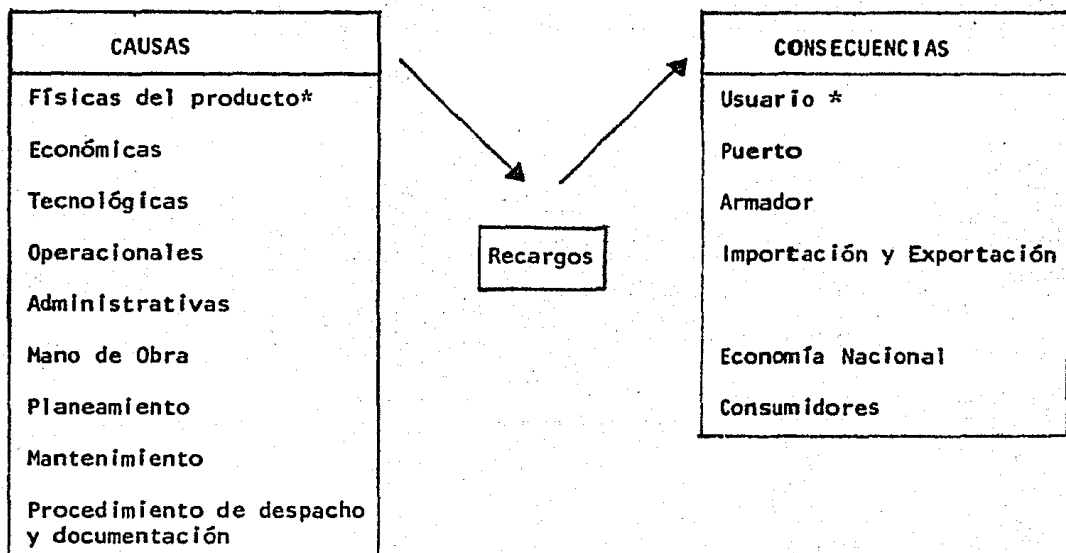 CAUSAS
Físicas del producto*
Económicas
Tecnológicas
Operacionales
Administrativas
Mano de Obra
Planeamiento
Mantenimiento
Procedimiento de despacho
y documentación
Recargos
CONSECUENCIAS
Usuario *
Puerto
Armador
Importación y Exportación
Economía Nacional
Consumidores